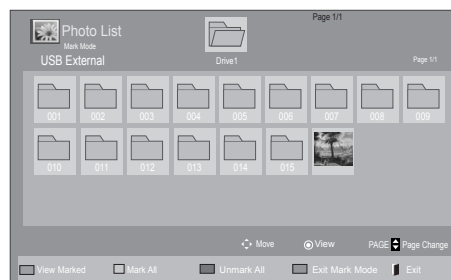 Page 1/1
Photo List
Mark Mode
USB External
Drive1
Page 1/1
001 002 003 004 005 006 007 008 009
010 011 012 013 014 015
Move View PAGE Page Change
View Marked Mark All Unmark All Exit Mark Mode Exit